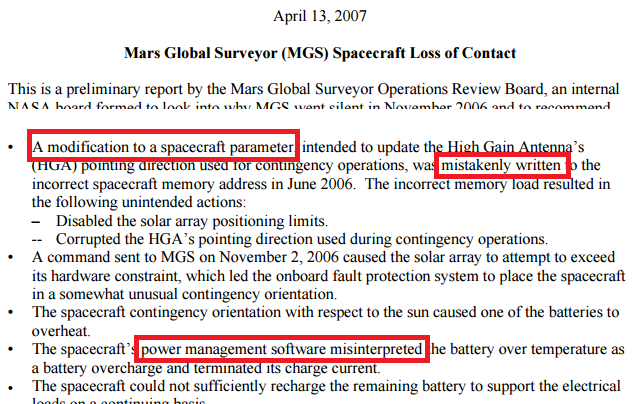 April 13, 2007
Mars Global Surveyor (MGS) Spacecraft Loss of Contact
This is a preliminary report by the Mars Global Surveyor Operations Review Board, an internal
NASA board formed to look into why MGS went silent in November 2006 and to recommend
• A modification to a spacecraft parameter, intended to update the High Gain Antenna's
(HGA) pointing direction used for contingency operations, was mistakenly written to the
incorrect spacecraft memory address in June 2006. The incorrect memory load resulted in
the following unintended actions:
– Disabled the solar array positioning limits.
-- Corrupted the HGA's pointing direction used during contingency operations.
• A command sent to MGS on November 2, 2006 caused the solar array to attempt to exceed
its hardware constraint, which led the onboard fault protection system to place the spacecraft
in a somewhat unusual contingency orientation.
• The spacecraft contingency orientation with respect to the sun caused one of the batteries to
overheat.
• The spacecraft's power management software misinterpreted the battery over temperature as
a battery overcharge and terminated its charge current.
• The spacecraft could not sufficiently recharge the remaining battery to support the electrical
loads on a continuing basis.